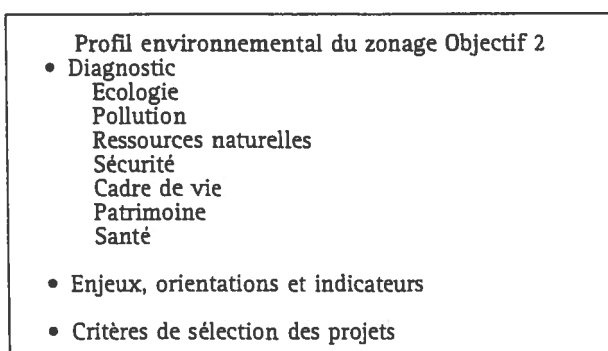 Profil environnemental du zonage Objectif 2
• Diagnostic
Ecologie
Pollution
Ressources naturelles
Sécurité
Cadre de vie
Patrimoine
Santé
• Enjeux, orientations et indicateurs
• Critères de sélection des projets